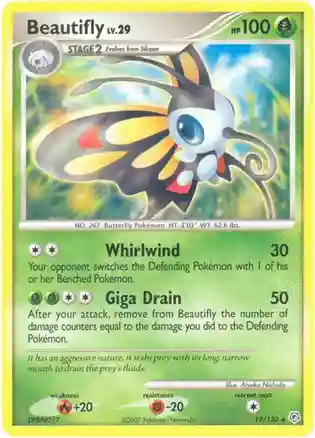 Beautifly LV.29 HP 100
STAGE2 Evolves from Silcoon
NO. 267 Butterfly Pokémon HT. 3'03" WT. 62.6 lbs.
Whirlwind 30
Your opponent switches the Defending Pokémon with 1 of his
or her Benched Pokémon.
Giga Drain 50
After your attack, remove from Beautifly the number of
damage counters equal to the damage you did to the Defending
Pokémon.
It has an aggressive nature. It stabs prey with its long, narrow
mouth to drain the prey's fluids.
Illus. Atsuko Nishida
weakness resistance retreat cost
+20 -20
©2007 Pokémon/Nintendo 19/130